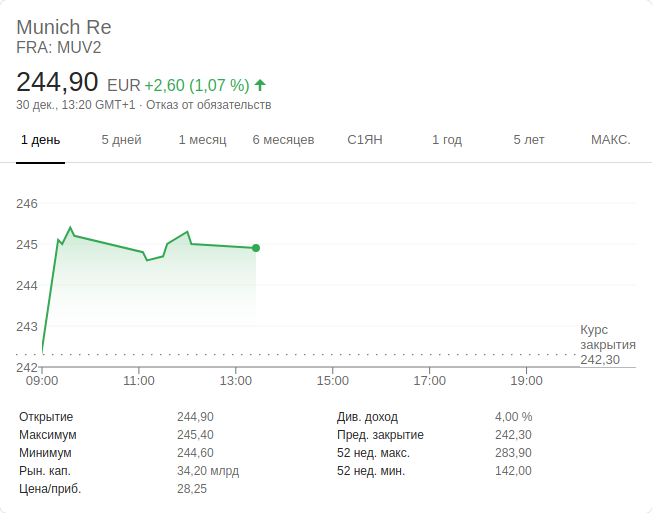 Munich Re
FRA: MUV2
244,90 EUR +2,60 (1,07 %)
30 дек., 13:20 GMT+1 · Отказ от обязательств
1 день 5 дней 1 месяц 6 месяцев С1ЯН 1 год 5 лет МАКС.
246
245
244
243
Курс
закрытия
242,30
242
09:00 11:00 13:00 15:00 17:00 19:00
Открытие 244,90 Див. доход 4,00 %
Максимум 245,40 Пред. закрытие 242,30
Минимум 244,60 52 нед. макс. 283,90
Рын. кап. 34,20 млрд 52 нед. мин. 142,00
Цена/приб. 28,25